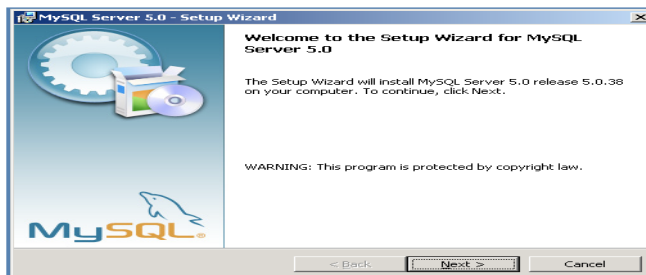 MySQL Server 5.0 - Setup Wizard
Welcome to the Setup Wizard for MySQL
Server 5.0
The Setup Wizard will install MySQL Server 5.0 release 5.0.38
on your computer. To continue, click Next.
WARNING: This program is protected by copyright law.
MySQL®
< Back
Next >
Cancel